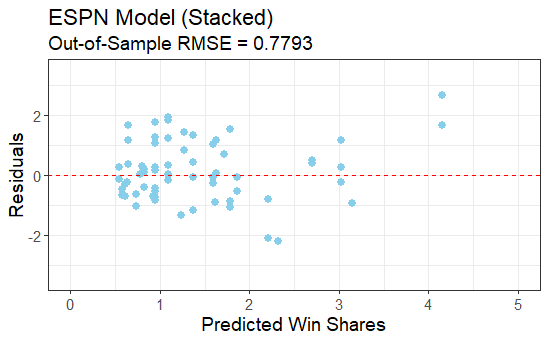 ESPN Model (Stacked)
Out-of-Sample RMSE = 0.7793
Residuals
2
0
-2
0 1 2 3 4 5
Predicted Win Shares